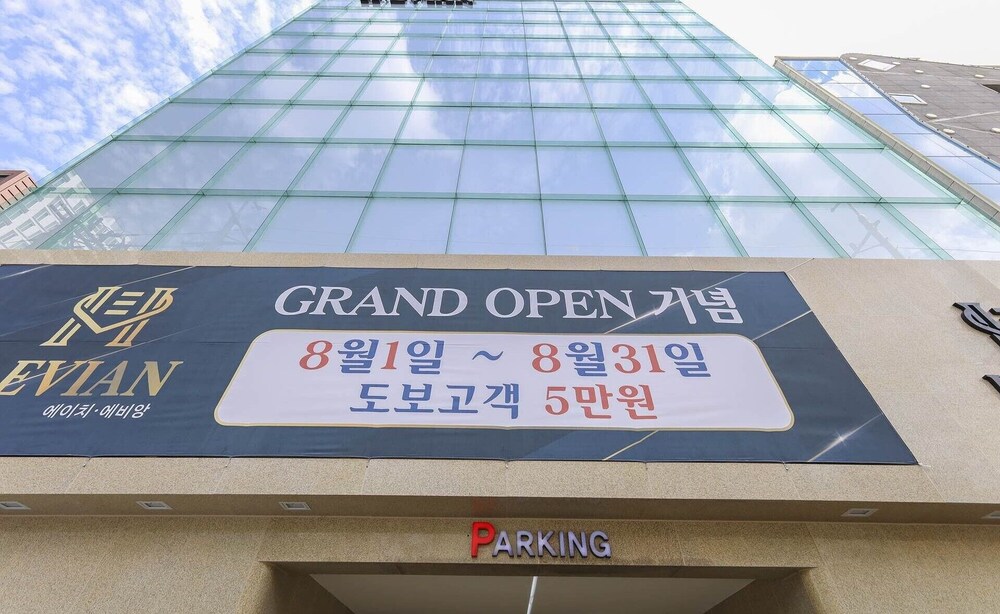 GRAND OPEN 기념
8월1일 ~ 8월31일
도보고객 5만원
EVIAN
에이치·에비앙
PARKING